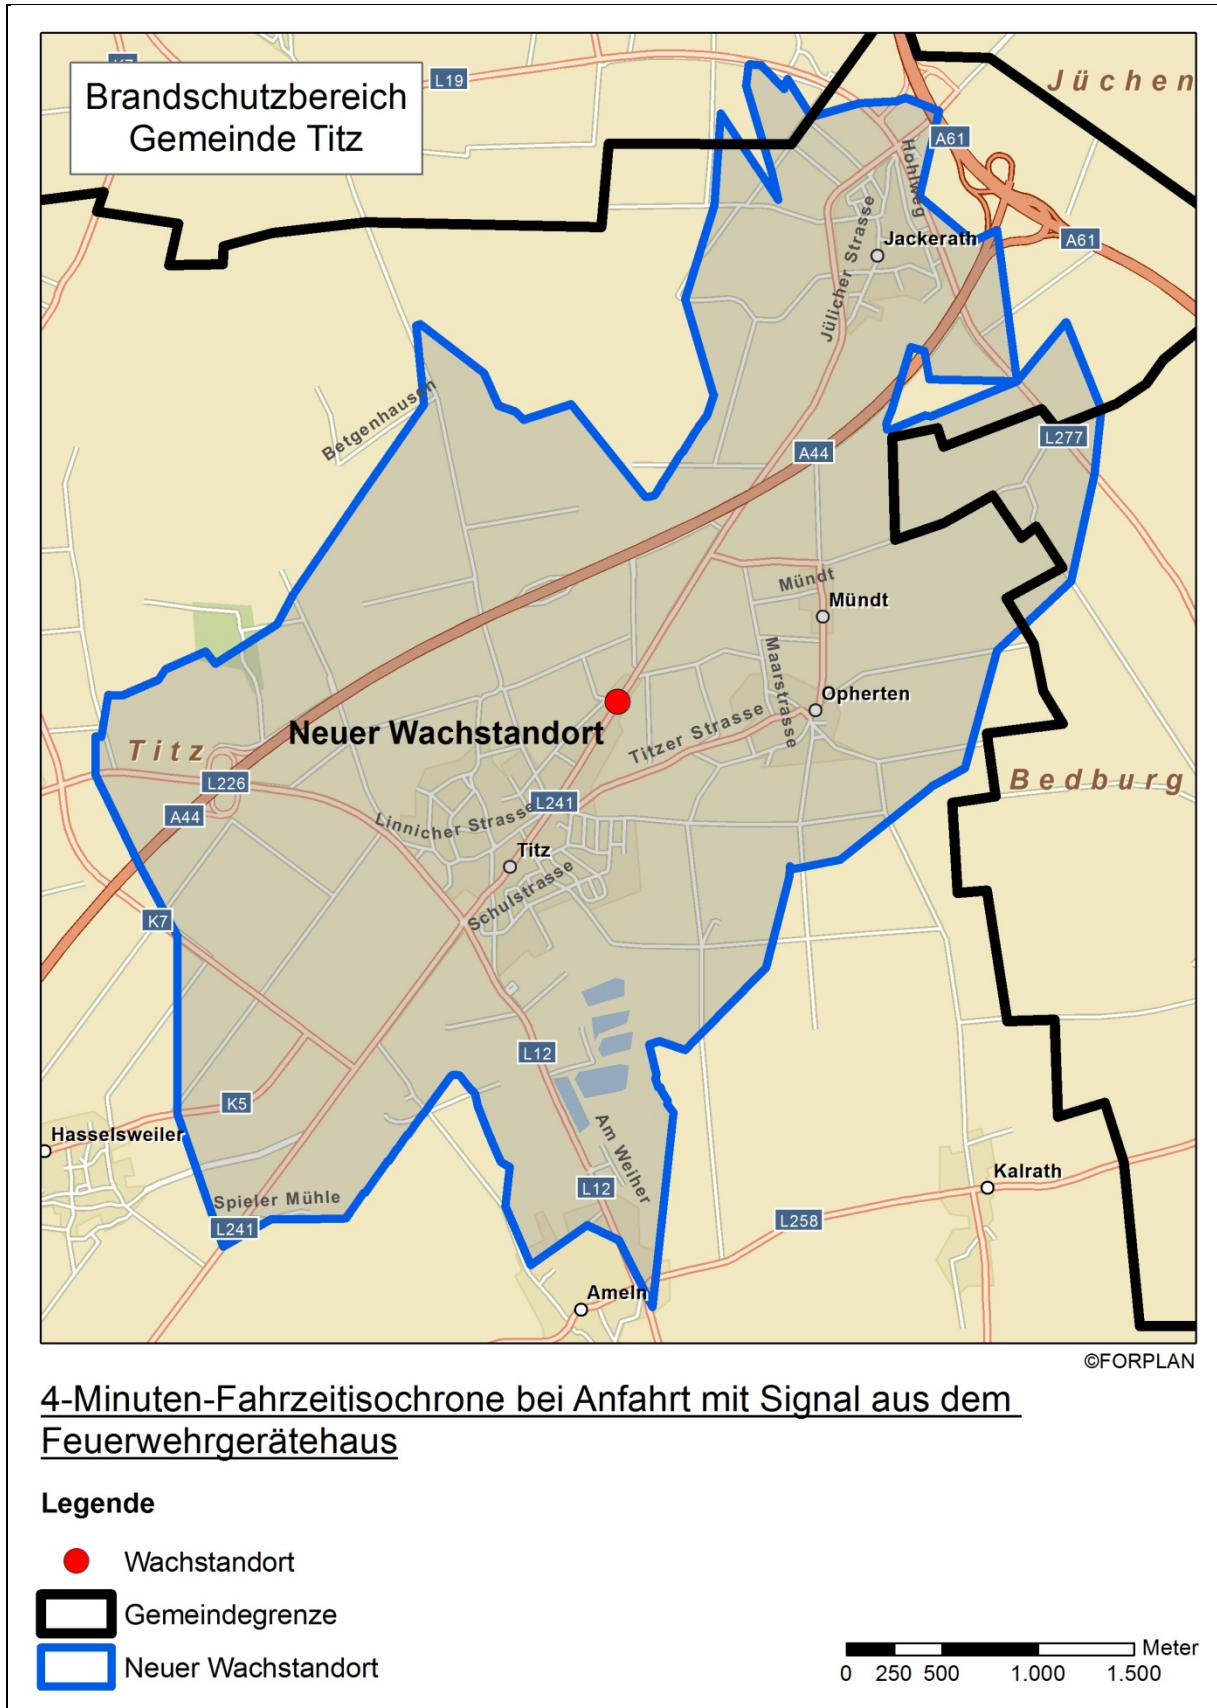 Brandschutzbereich
Gemeinde Titz
K7
L19
Jüchen
A61
Hohlweg
A61
Jackerath
Jülicher Strasse
Betgenhausen
L277
A44
Mündt
Mündt
Maarstrasse
Opherten
Neuer Wachstandort
Titzer Strasse
Titz
L226
Bedburg
A44
L241
Linnicher Strasse
Titz
Schulstrasse
K7
L12
K5
Hasselsweiler
Am Weiher
Kalrath
L12
Spieler Mühle
L241
L258
Ameln
©FORPLAN
4-Minuten-Fahrzeitisochrone bei Anfahrt mit Signal aus dem
Feuerwehrgerätehaus
Legende
Wachstandort
Gemeindegrenze
Neuer Wachstandort
Meter
0 250 500 1.000 1.500